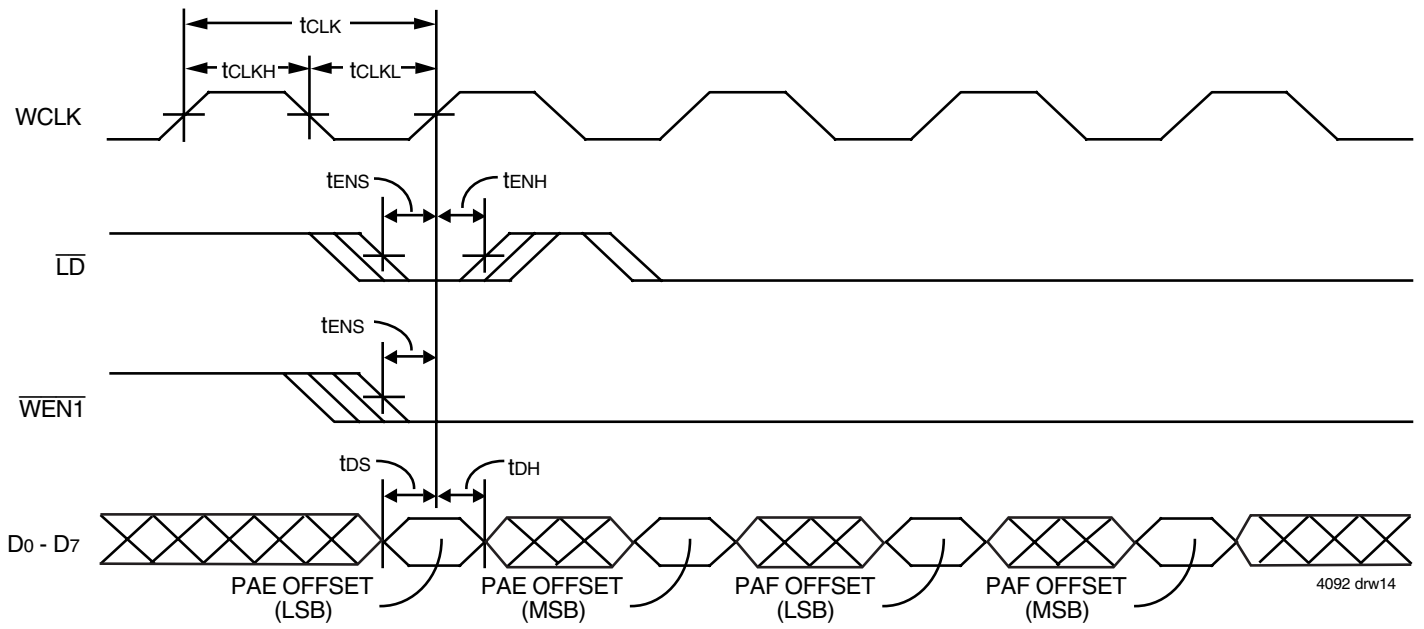 tCLK
tCLKH
tCLKL
WCLK
tENS
tENH
LD
tENS
WEN1
tDS
tDH
D0 - D7
PAE OFFSET
(LSB)
PAE OFFSET
(MSB)
PAF OFFSET
(LSB)
PAF OFFSET
(MSB)
4092 drw14